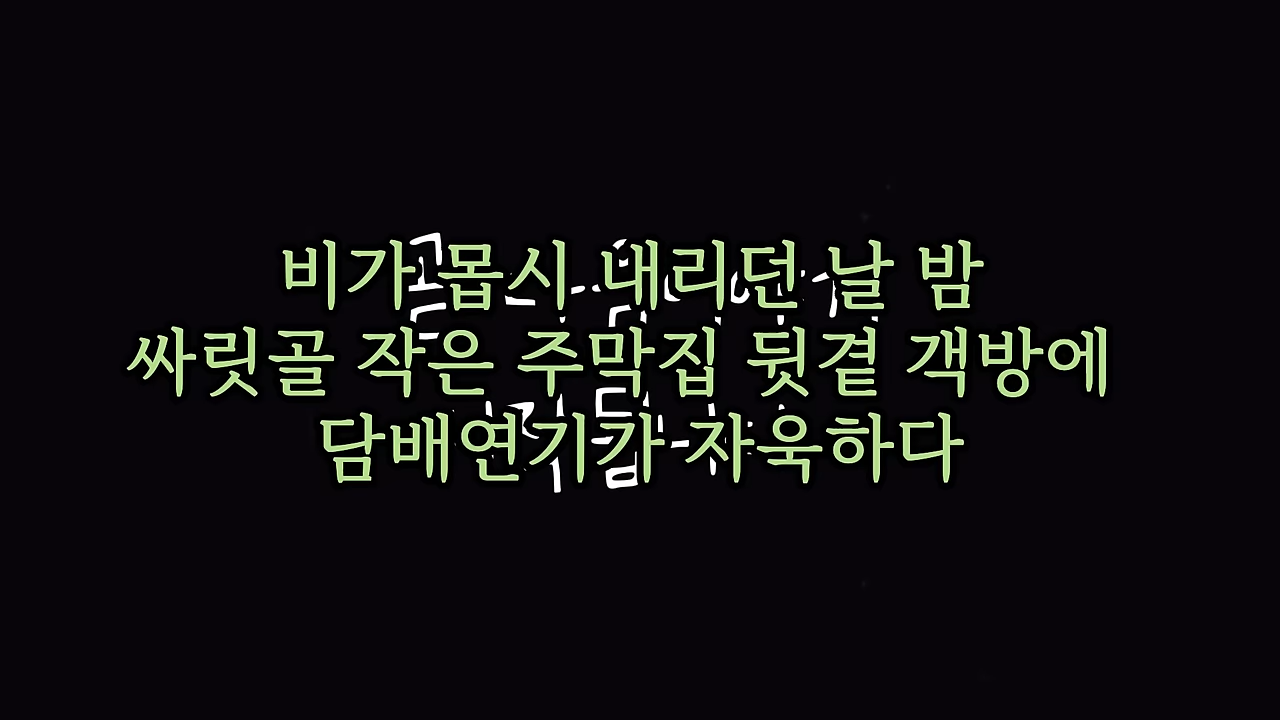 비가 몹시 내리던 날 밤
싸릿골 작은 주막집 뒷곁 객방에
담배연기가 자욱하다